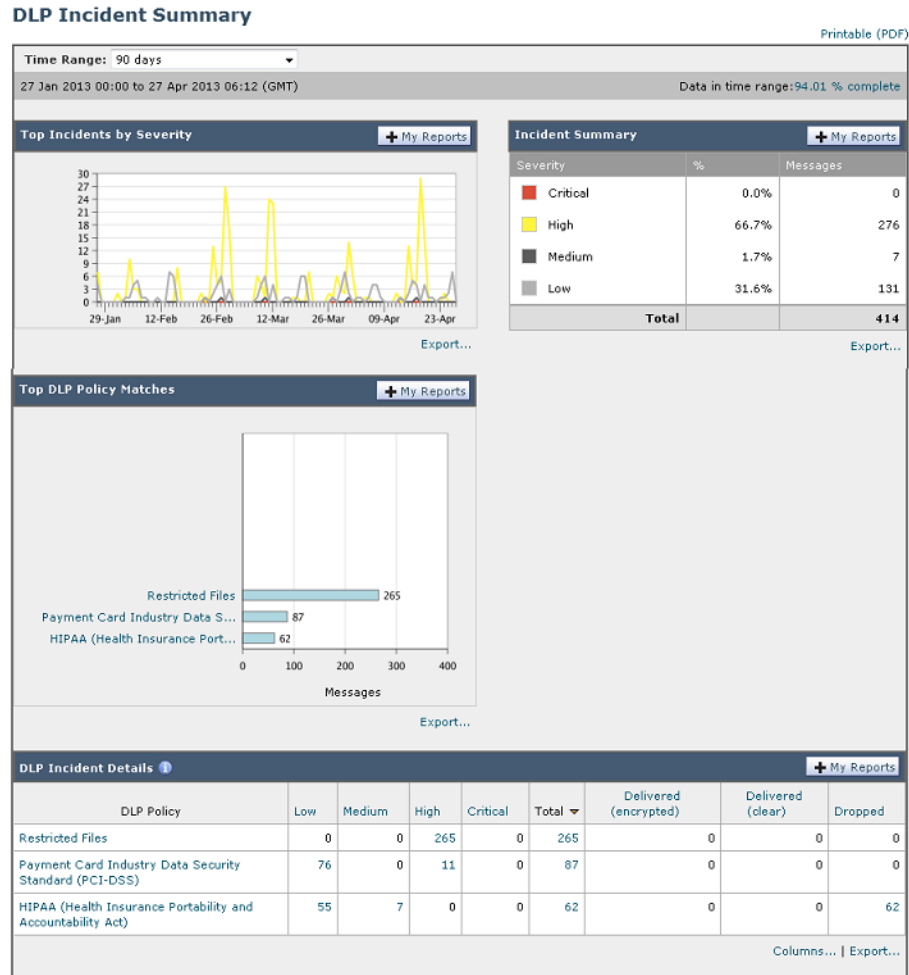 DLP Incident Summary
Printable (PDF)
Time Range: 90 days
27 Jan 2013 00:00 to 27 Apr 2013 06:12 (GMT)
Data in time range:94.01 % complete
Top Incidents by Severity
My Reports
30
27
24
21
18
15
12
9
6
3
0
29-Jan 12-Feb 26-Feb 12-Mar 26-Mar 09-Apr 23-Apr
Export...
Incident Summary
My Reports
Severity % Messages
Critical 0.0% 0
High 66.7% 276
Medium 1.7% 7
Low 31.6% 131
Total 414
Export...
Top DLP Policy Matches
My Reports
Restricted Files 265
Payment Card Industry Data S... 87
HIPAA (Health Insurance Port... 62
0 100 200 300 400
Messages
Export...
DLP Incident Details
My Reports
DLP Policy Low Medium High Critical Total Delivered (encrypted) Delivered (clear) Dropped
Restricted Files 0 0 265 0 265 0 0 0
Payment Card Industry Data Security Standard (PCI-DSS) 76 0 11 0 87 0 0 0
HIPAA (Health Insurance Portability and Accountability Act) 55 7 0 0 62 0 0 62
Columns... | Export...